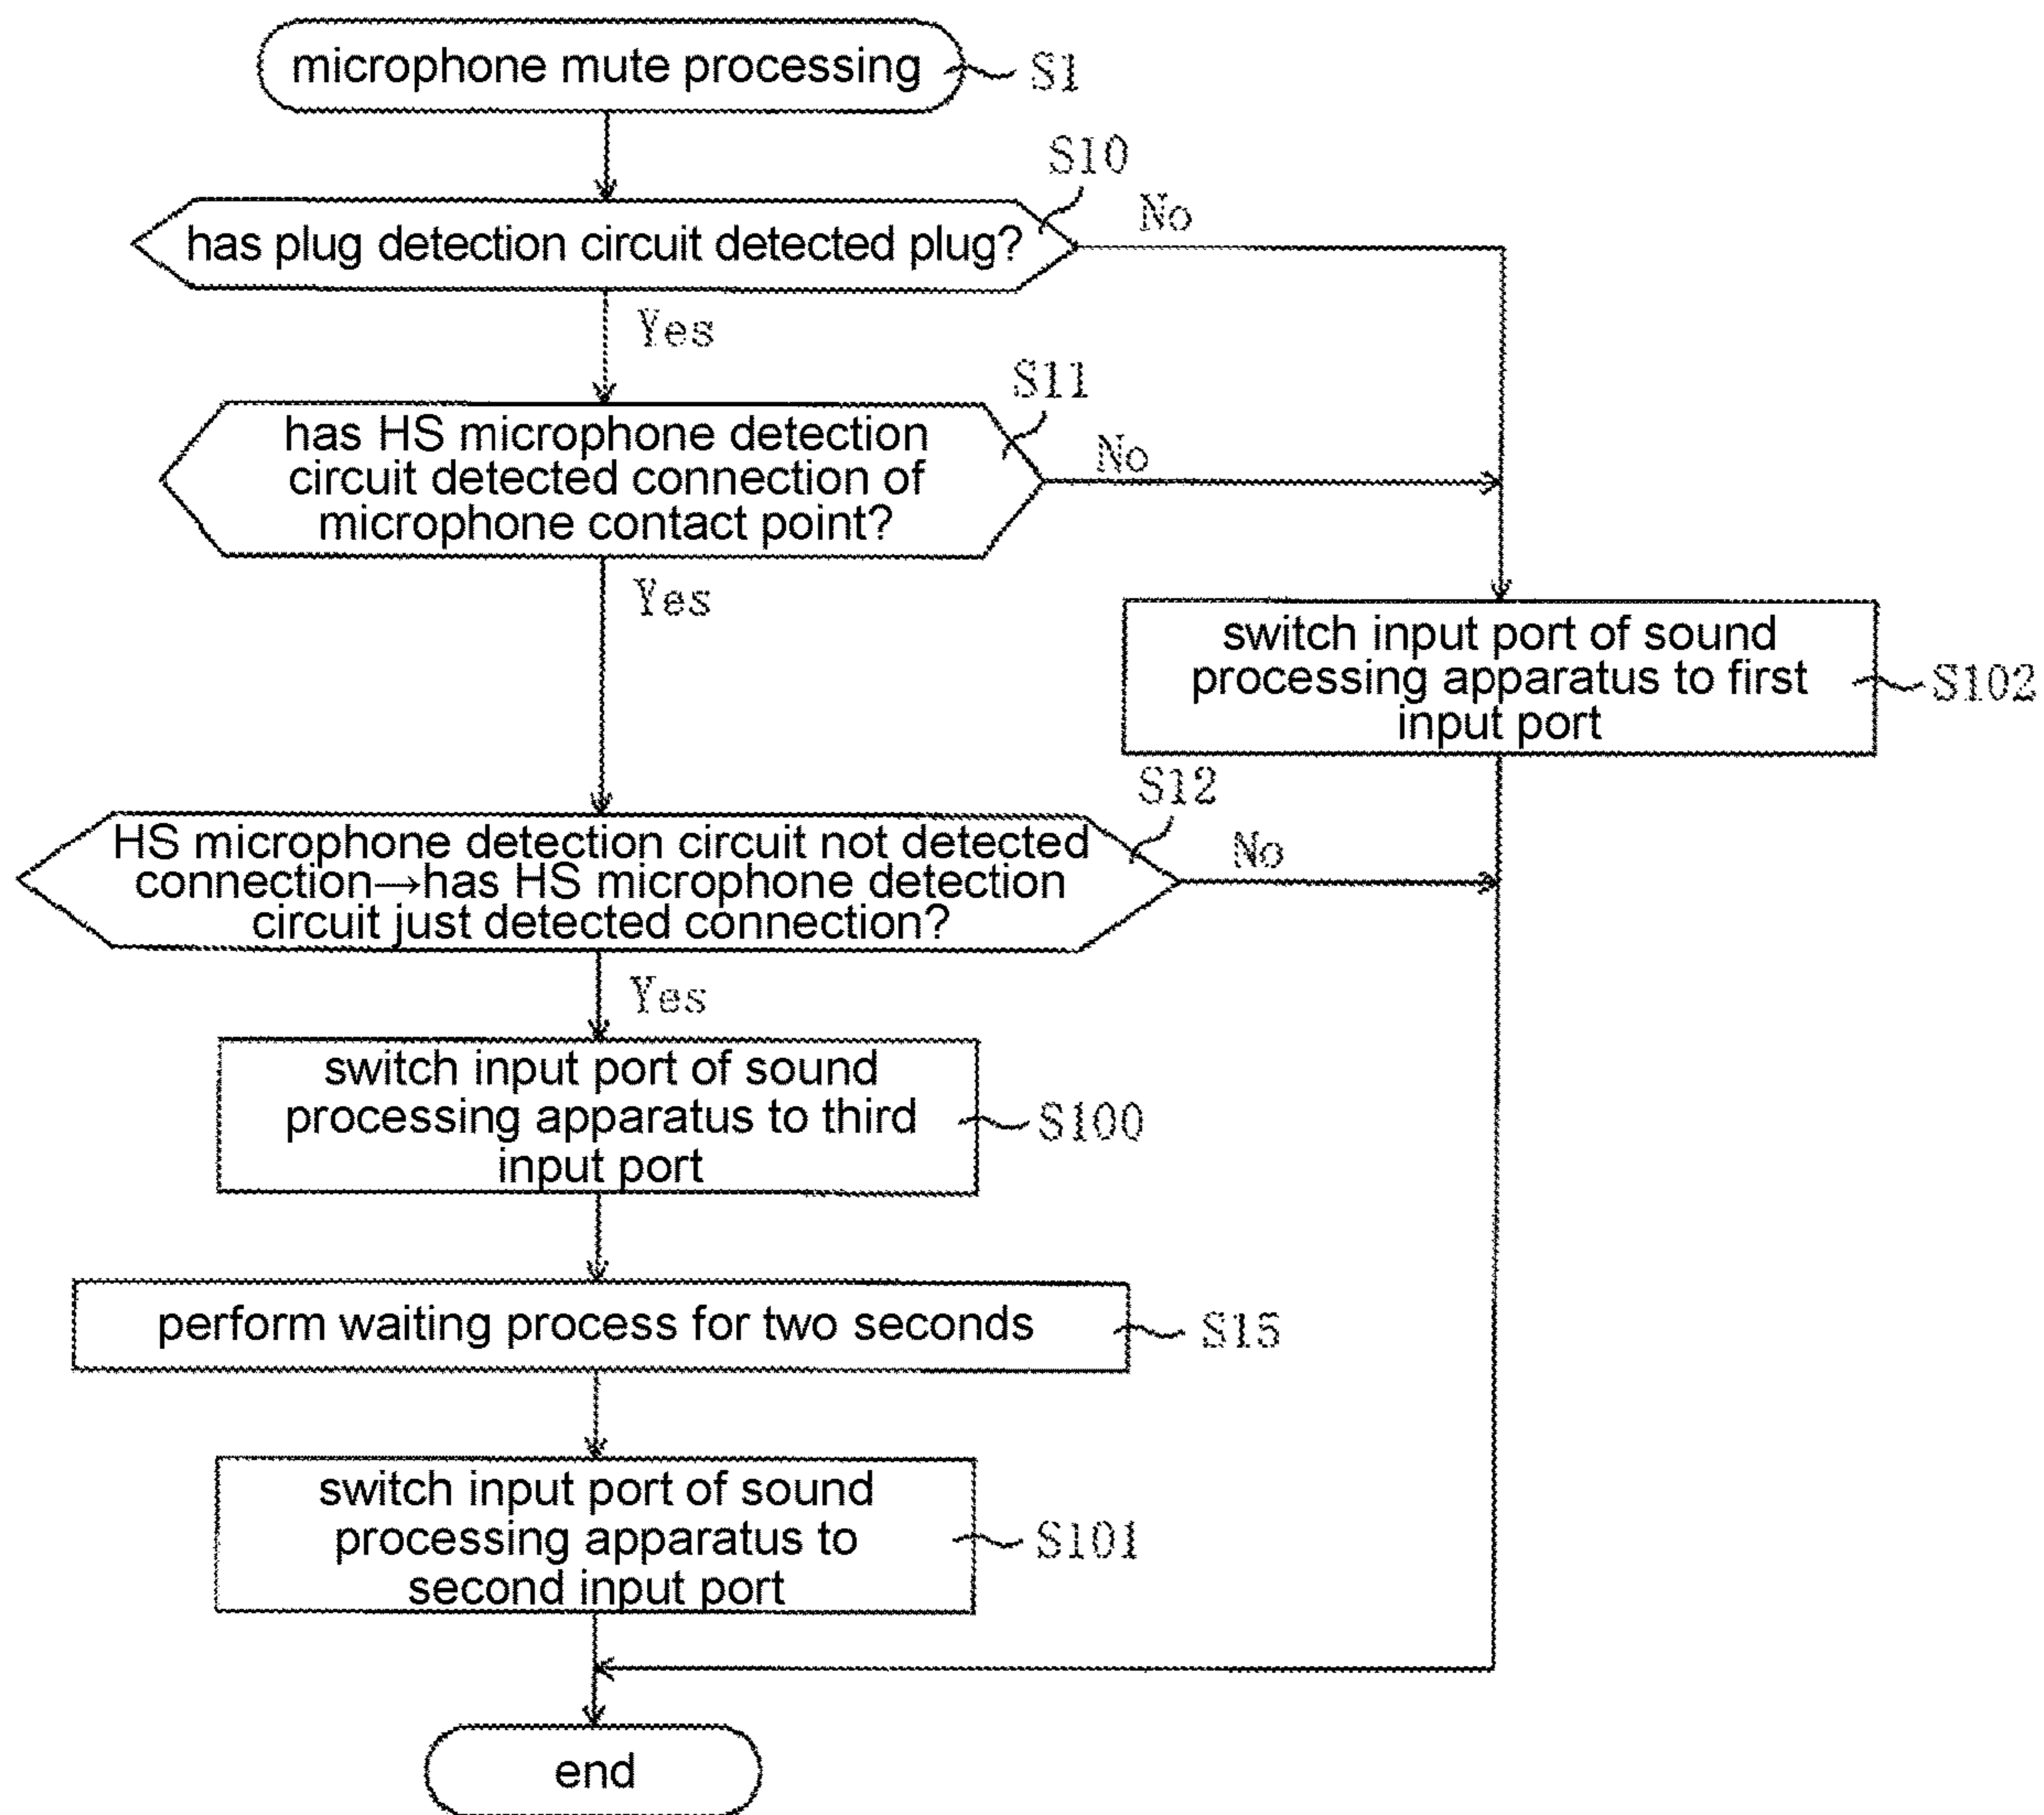 microphone mute processing
S1
S10
has plug detection circuit detected plug?
No
Yes
S11
has HS microphone detection
circuit detected connection of
microphone contact point?
No
Yes
switch input port of sound
processing apparatus to first
input port
S102
S12
HS microphone detection circuit not detected
connection→has HS microphone detection
circuit just detected connection?
No
Yes
switch input port of sound
processing apparatus to third
input port
S100
perform waiting process for two seconds
S15
switch input port of sound
processing apparatus to
second input port
S101
end